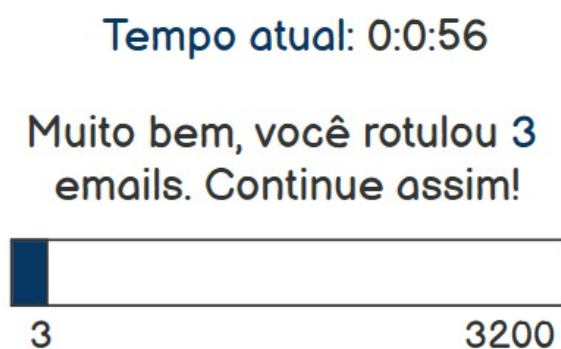 Tempo atual: 0:0:56
Muito bem, você rotulou 3
emails. Continue assim!
3
3200